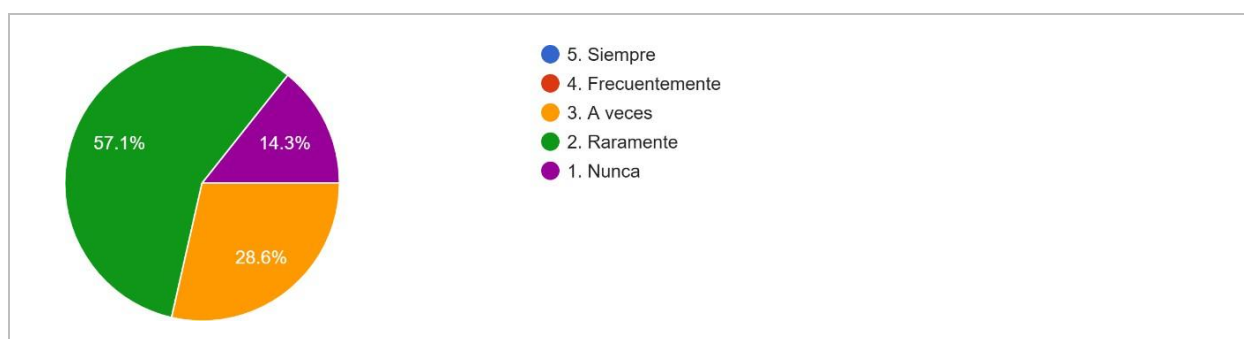 5. Siempre
4. Frecuentemente
3. A veces
2. Raramente
1. Nunca
57.1%
14.3%
28.6%